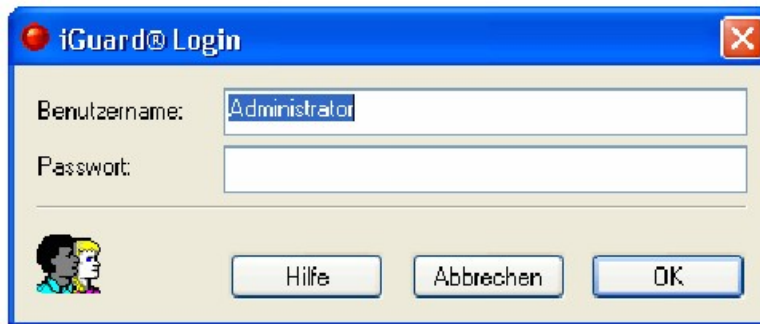 iGuard® Login
Benutzername: Administrator
Passwort:
Hilfe Abbrechen OK